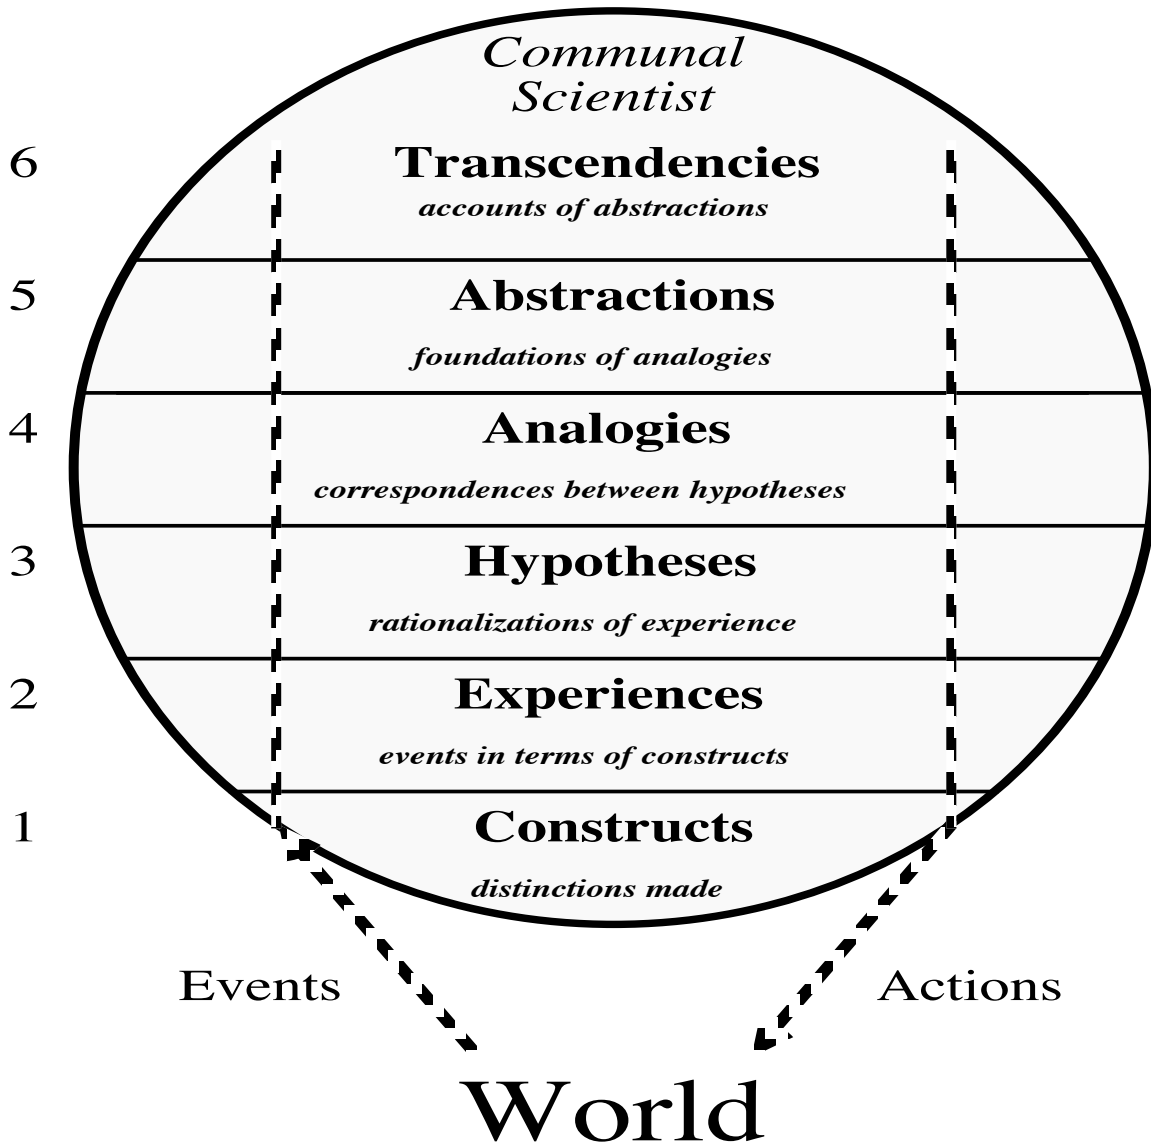 Communal
Scientist
6
Transcendencies
accounts of abstractions
5
Abstractions
foundations of analogies
4
Analogies
correspondences between hypotheses
3
Hypotheses
rationalizations of experience
2
Experiences
events in terms of constructs
1
Constructs
distinctions made
Events
Actions
World